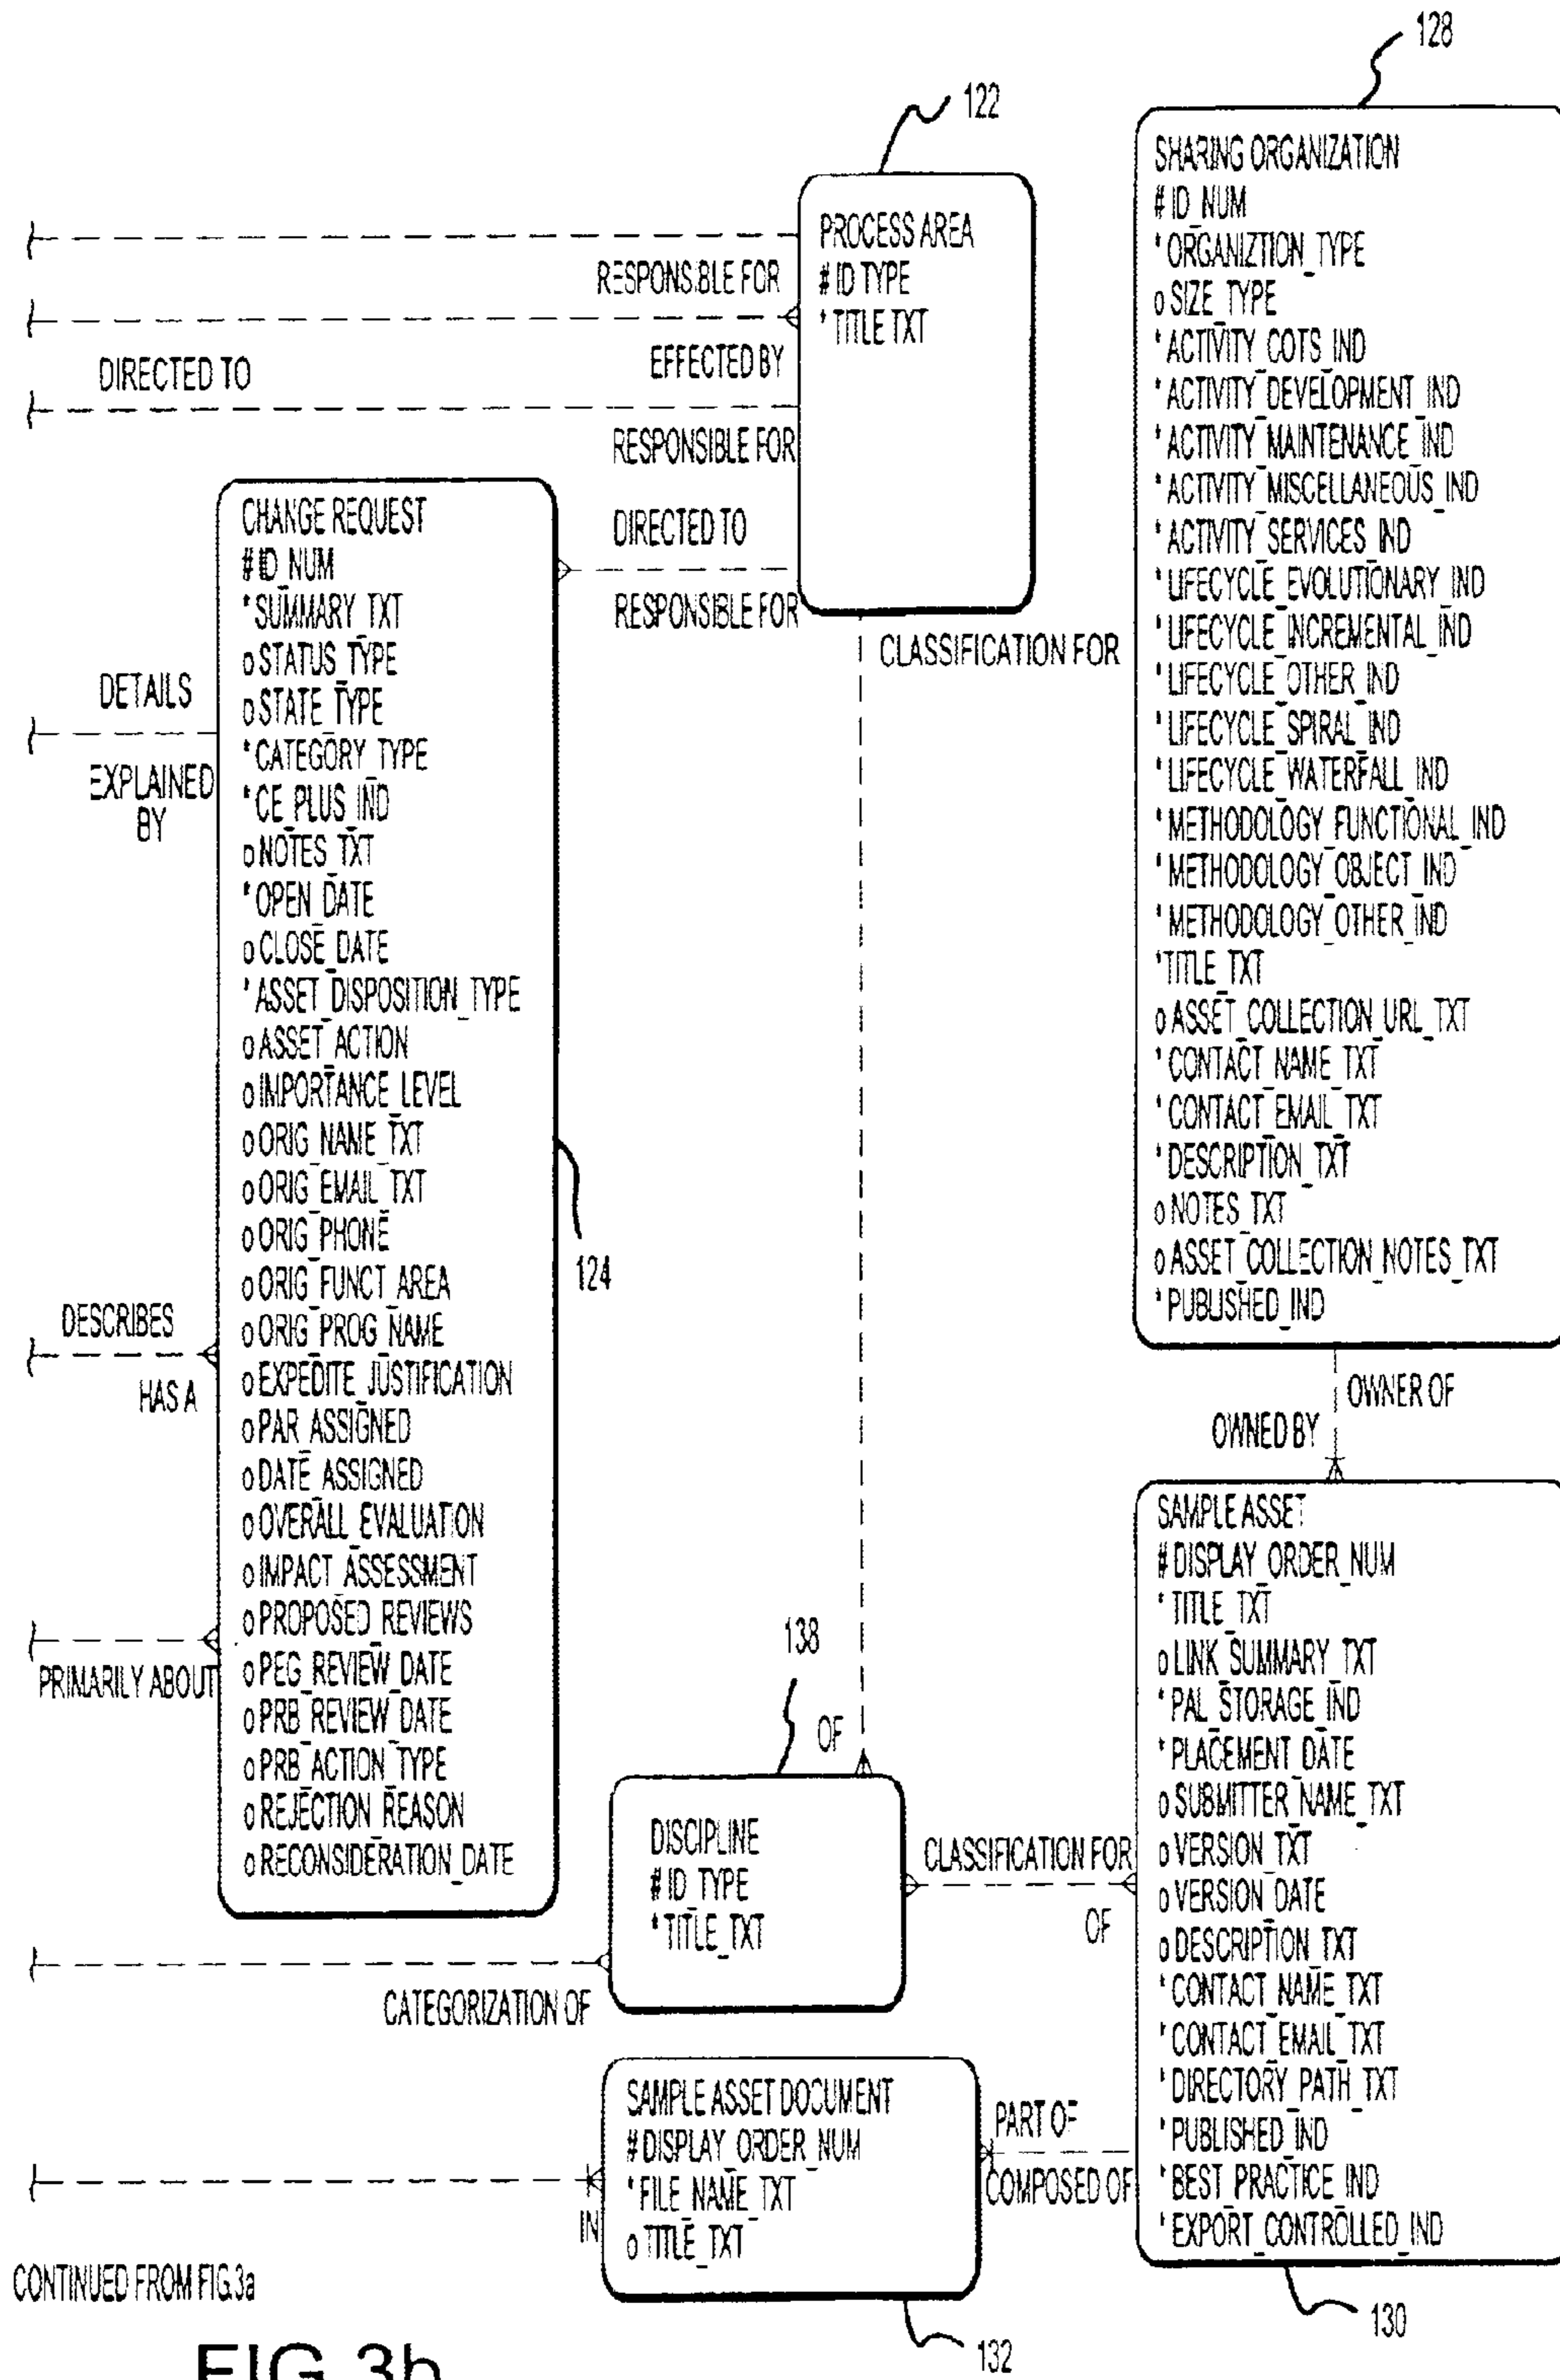 128
122
SHARING ORGANIZATION
# ID_NUM
* ORGANIZTION_TYPE
o SIZE_TYPE
* ACTIVITY_COTS_IND
* ACTIVITY_DEVELOPMENT_IND
* ACTIVITY_MAINTENANCE_IND
* ACTIVITY_MISCELLANEOUS_IND
* ACTIVITY_SERVICES_IND
* LIFECYCLE_EVOLUTIONARY_IND
* LIFECYCLE_INCREMENTAL_IND
* LIFECYCLE_OTHER_IND
* LIFECYCLE_SPIRAL_IND
* LIFECYCLE_WATERFALL_IND
* METHODOLOGY_FUNCTIONAL_IND
* METHODOLOGY_OBJECT_IND
* METHODOLOGY_OTHER_IND
* TITLE_TXT
o ASSET_COLLECTION_URL_TXT
* CONTACT_NAME_TXT
* CONTACT_EMAIL_TXT
* DESCRIPTION_TXT
o NOTES_TXT
o ASSET_COLLECTION_NOTES_TXT
* PUBLISHED_IND
PROCESS AREA
# ID TYPE
* TITLE TXT
RESPONSIBLE FOR
EFFECTED BY
DIRECTED TO
RESPONSIBLE FOR
DIRECTED TO
RESPONSIBLE FOR
CLASSIFICATION FOR
CHANGE REQUEST
# ID_NUM
* SUMMARY_TXT
o STATUS_TYPE
o STATE_TYPE
* CATEGORY_TYPE
* CE_PLUS_IND
o NOTES_TXT
* OPEN_DATE
o CLOSE_DATE
* ASSET_DISPOSITION_TYPE
o ASSET_ACTION
o IMPORTANCE_LEVEL
o ORIG_NAME_TXT
o ORIG_EMAIL_TXT
o ORIG_PHONE
o ORIG_FUNCT_AREA
o ORIG_PROG_NAME
o EXPEDITE_JUSTIFICATION
o PAR_ASSIGNED
o DATE_ASSIGNED
o OVERALL_EVALUATION
o IMPACT_ASSESSMENT
o PROPOSED_REVIEWS
o PEG_REVIEW_DATE
o PRB_REVIEW_DATE
o PRB_ACTION_TYPE
o REJECTION_REASON
o RECONSIDERATION_DATE
124
DETAILS
EXPLAINED
BY
DESCRIBES
HAS A
PRIMARILY ABOUT
OWNER OF
OWNED BY
SAMPLE ASSET
# DISPLAY_ORDER_NUM
* TITLE_TXT
o LINK_SUMMARY_TXT
* PAL_STORAGE_IND
* PLACEMENT_DATE
o SUBMITTER_NAME_TXT
o VERSION_TXT
o VERSION_DATE
o DESCRIPTION_TXT
* CONTACT_NAME_TXT
* CONTACT_EMAIL_TXT
* DIRECTORY_PATH_TXT
* PUBLISHED_IND
* BEST_PRACTICE_IND
* EXPORT_CONTROLLED_IND
130
138
OF
DISCIPLINE
# ID_TYPE
* TITLE_TXT
CLASSIFICATION FOR
OF
CATEGORIZATION OF
SAMPLE ASSET DOCUMENT
# DISPLAY_ORDER_NUM
* FILE_NAME_TXT
o TITLE_TXT
PART OF
COMPOSED OF
IN
132
CONTINUED FROM FIG.3a
FIG.3b